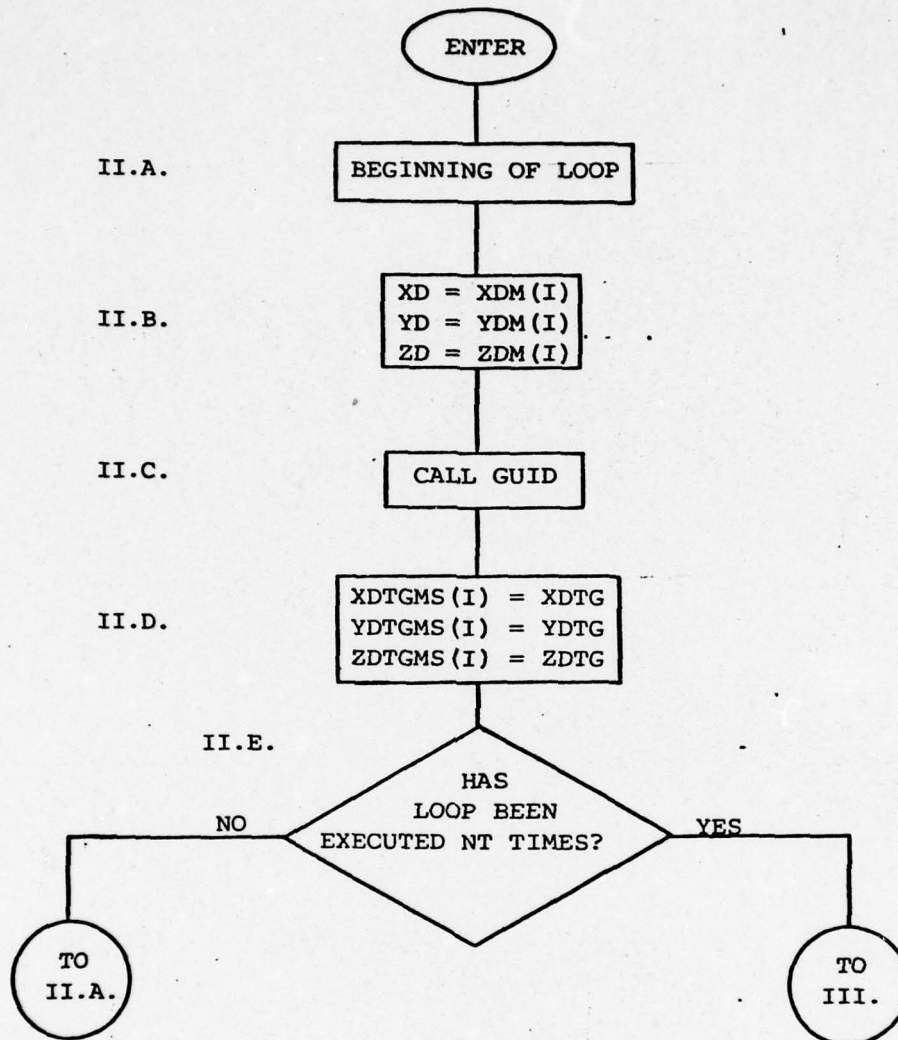 ENTER
II.A.
BEGINNING OF LOOP
II.B.
XD = XDM(I)
YD = YDM(I)
ZD = ZDM(I)
II.C.
CALL GUID
II.D.
XDTGMS(I) = XDTG
YDTGMS(I) = YDTG
ZDTGMS(I) = ZDTG
II.E.
HAS
LOOP BEEN
EXECUTED NT TIMES?
NO
YES
TO
II.A.
TO
III.